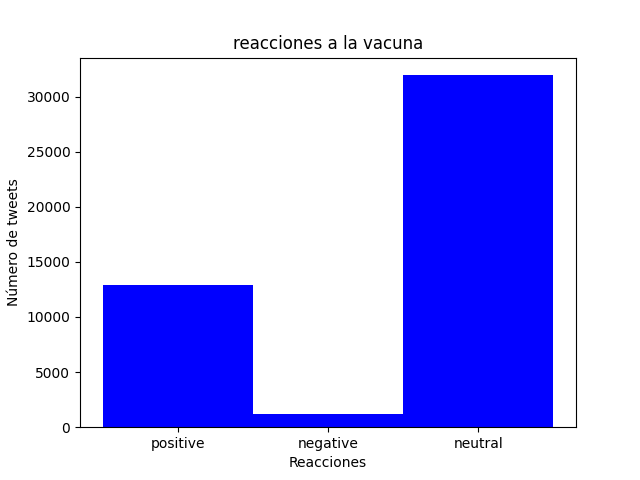 reacciones a la vacuna
Número de tweets
30000
25000
20000
15000
10000
5000
0
positive negative neutral
Reacciones